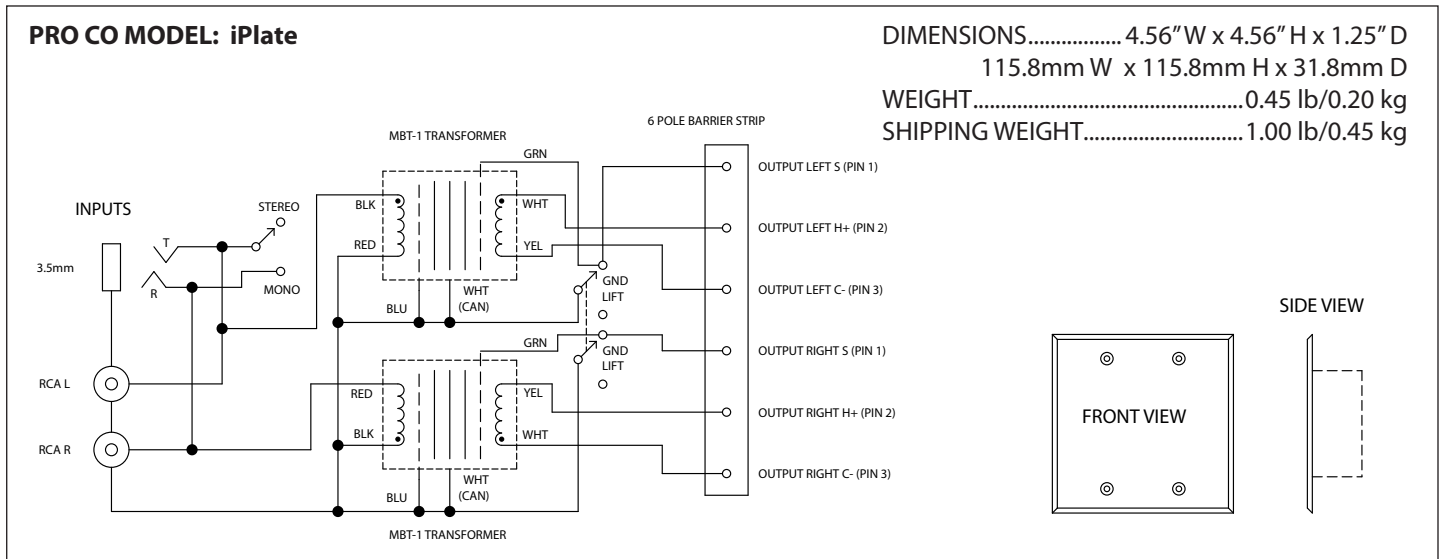 PRO CO MODEL: iPlate
DIMENSIONS................. 4.56” W x 4.56” H x 1.25” D
115.8mm W x 115.8mm H x 31.8mm D
WEIGHT.................................................0.45 lb/0.20 kg
SHIPPING WEIGHT.............................1.00 lb/0.45 kg
6 POLE BARRIER STRIP
MBT-1 TRANSFORMER
GRN
OUTPUT LEFT S (PIN 1)
INPUTS
STEREO
BLK
WHT
T
OUTPUT LEFT H+ (PIN 2)
RED
YEL
3.5mm
R
MONO
GND
LIFT
OUTPUT LEFT C- (PIN 3)
WHT
(CAN)
BLU
SIDE VIEW
GRN
GND
LIFT
OUTPUT RIGHT S (PIN 1)
RCA L
RED
YEL
OUTPUT RIGHT H+ (PIN 2)
FRONT VIEW
BLK
WHT
RCA R
OUTPUT RIGHT C- (PIN 3)
WHT
(CAN)
BLU
MBT-1 TRANSFORMER